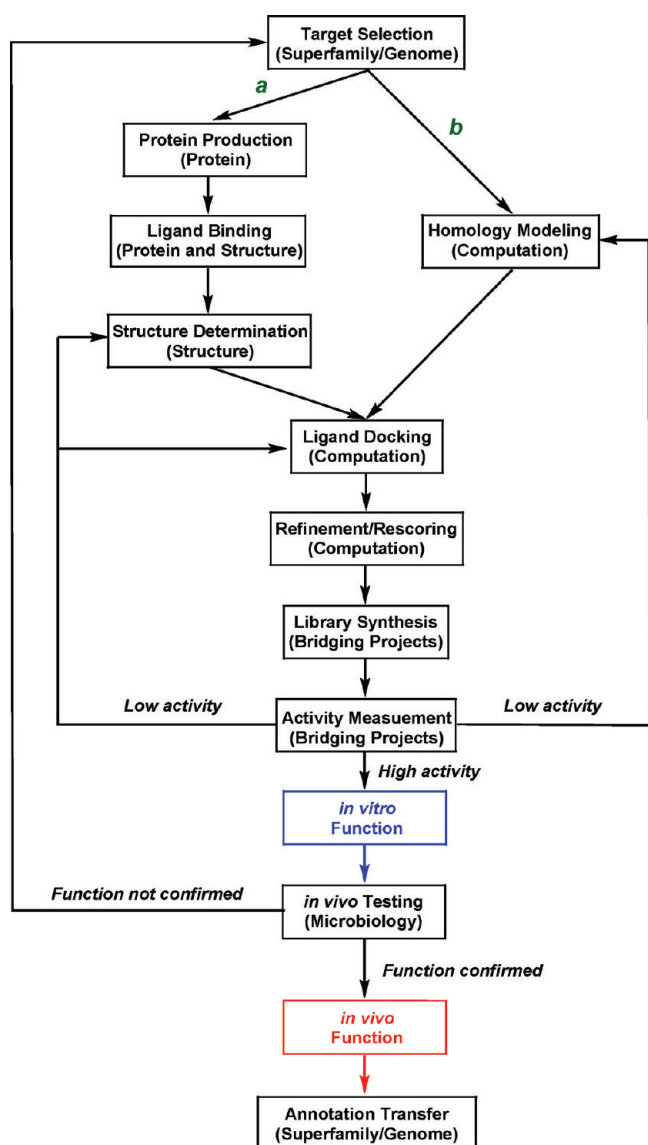 Target Selection
(Superfamily/Genome)
a
b
Protein Production
(Protein)
Ligand Binding
(Protein and Structure)
Homology Modeling
(Computation)
Structure Determination
(Structure)
Ligand Docking
(Computation)
Refinement/Rescoring
(Computation)
Library Synthesis
(Bridging Projects)
Low activity
Activity Measuement
(Bridging Projects)
Low activity
High activity
in vitro
Function
Function not confirmed
in vivo Testing
(Microbiology)
Function confirmed
in vivo
Function
Annotation Transfer
(Superfamily/Genome)